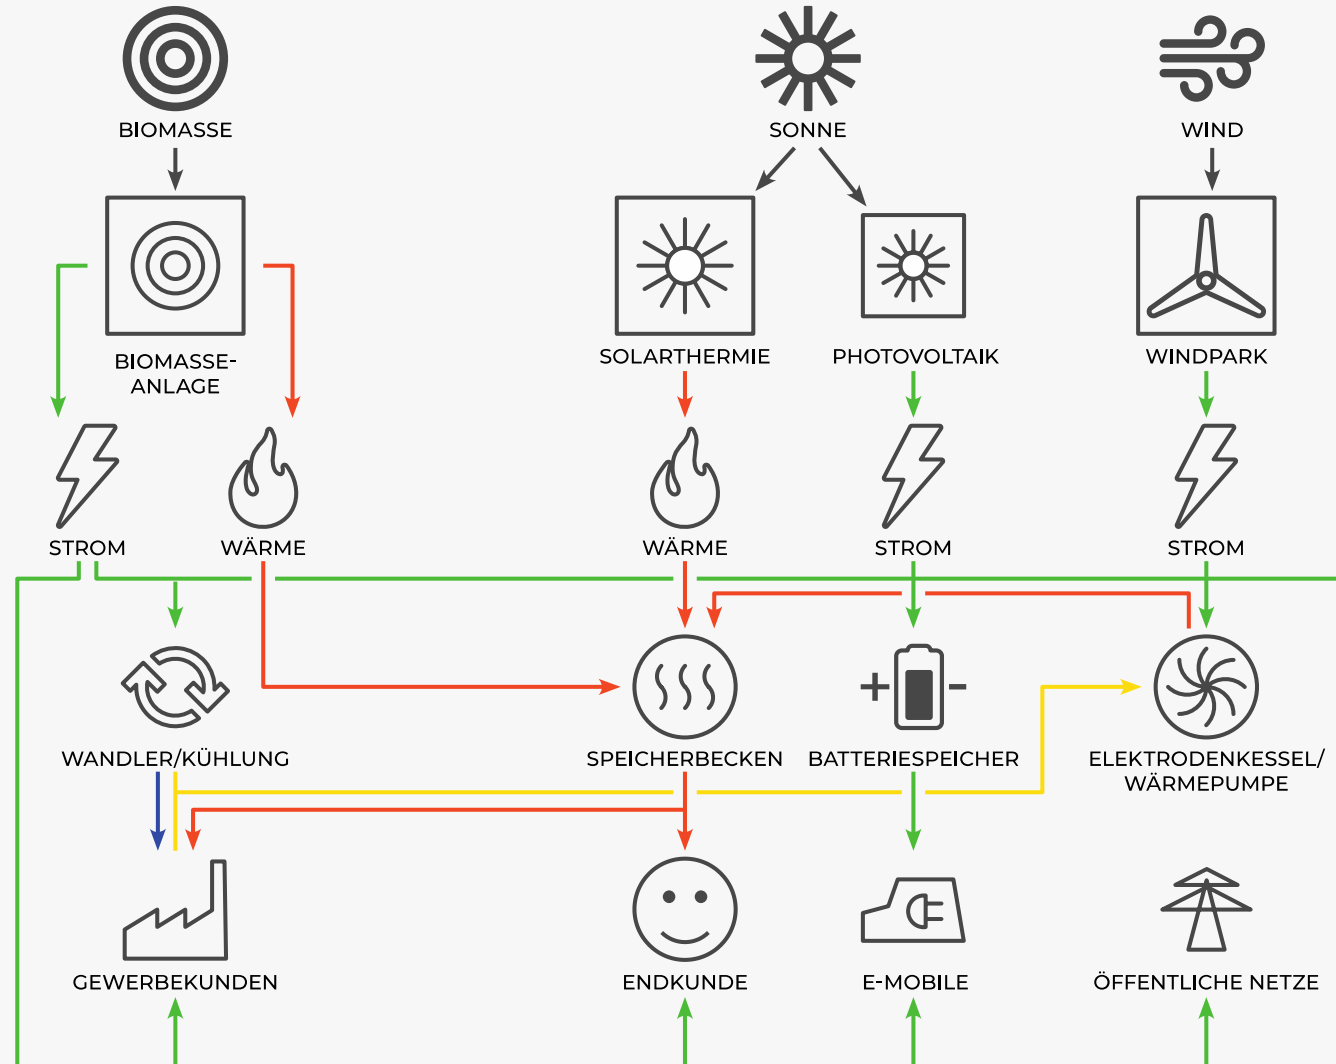 BIOMASSE
SONNE
WIND
BIOMASSE-
ANLAGE
SOLARTHERMIE
PHOTOVOLTAIK
WINDPARK
STROM
WÄRME
WÄRME
STROM
STROM
WANDLER/KÜHLUNG
SPEICHERBECKEN
BATTERIESPEICHER
ELEKTRODENKESSEL/
WÄRMEPUMPE
GEWERBEKUNDEN
ENDKUNDE
E-MOBILE
ÖFFENTLICHE NETZE